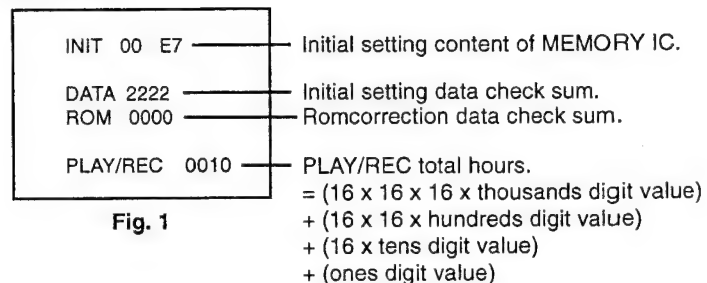 INIT 00 E7
Initial setting content of MEMORY IC.
DATA 2222
Initial setting data check sum.
ROM 0000
Romcorrection data check sum.
PLAY/REC 0010
PLAY/REC total hours.
= (16 x 16 x 16 x thousands digit value)
+ (16 x 16 x hundreds digit value)
+ (16 x tens digit value)
+ (ones digit value)
Fig. 1